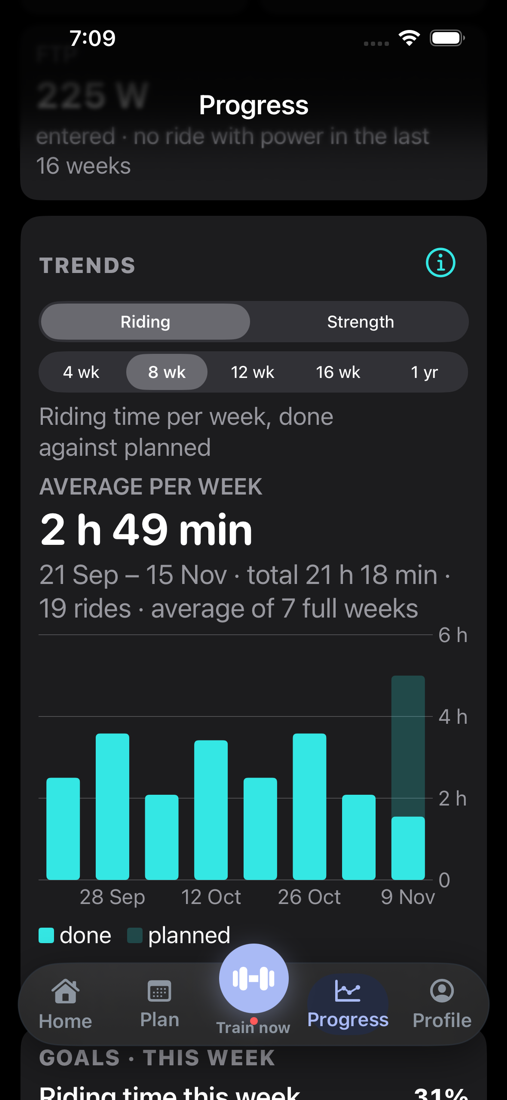 7:09
FTP
225 W
Progress
entered · no ride with power in the last
16 weeks
TRENDS
Riding
Strength
4 wk
8 wk
12 wk
16 wk
1 yr
Riding time per week, done
against planned
AVERAGE PER WEEK
2 h 49 min
21 Sep – 15 Nov · total 21 h 18 min ·
19 rides · average of 7 full weeks
6 h
4 h
2 h
0
28 Sep
12 Oct
26 Oct
9 Nov
done
planned
Home
Plan
Train now
Progress
Profile
GOALS · THIS WEEK
Riding time this week
31%